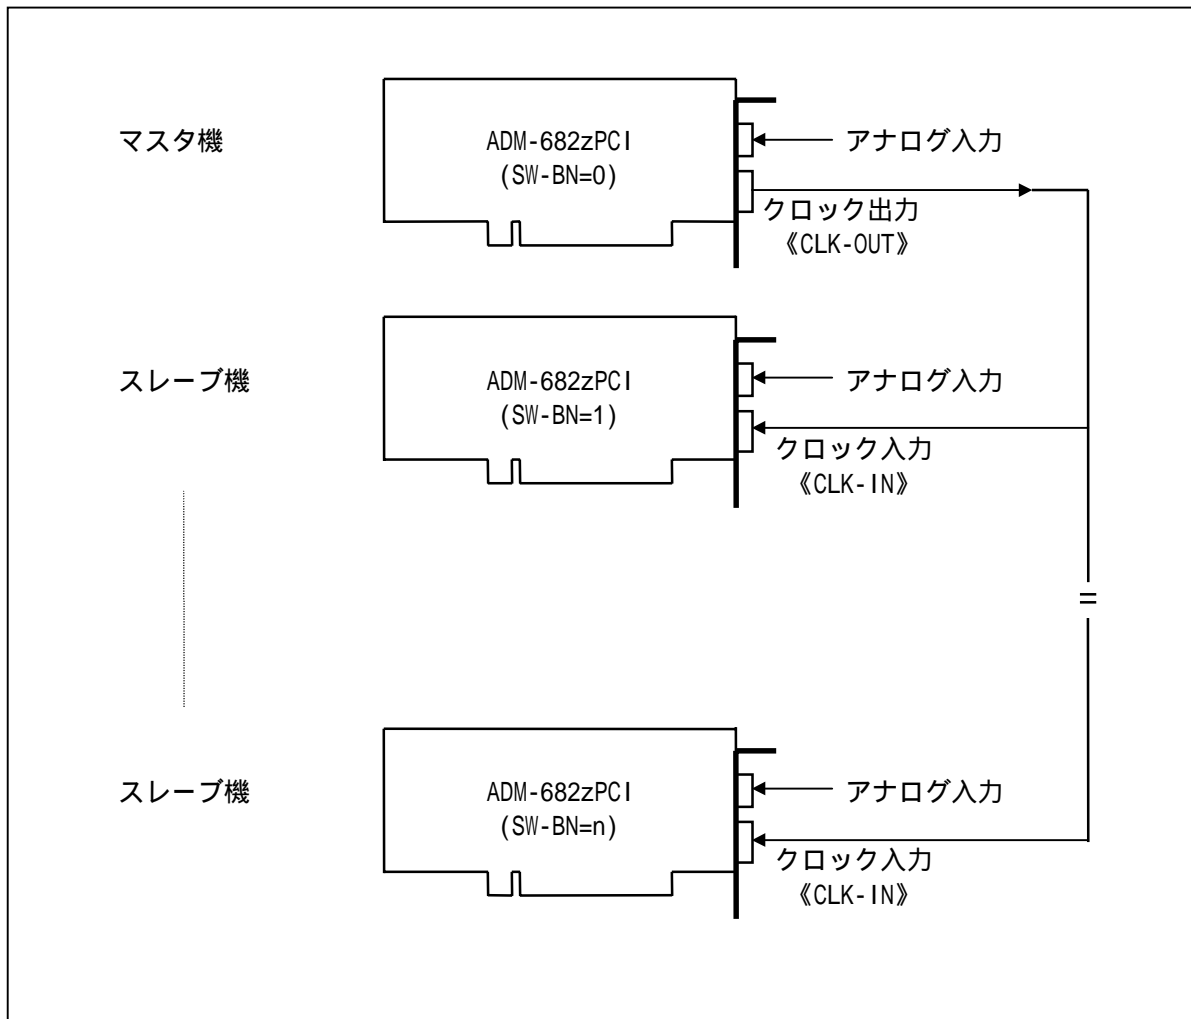 マスタ機
ADM-682zPCI
(SW-BN=0)
アナログ入力
クロック出力
《CLK-OUT》
スレーブ機
ADM-682zPCI
(SW-BN=1)
アナログ入力
クロック入力
《CLK-IN》
スレーブ機
ADM-682zPCI
(SW-BN=n)
アナログ入力
クロック入力
《CLK-IN》